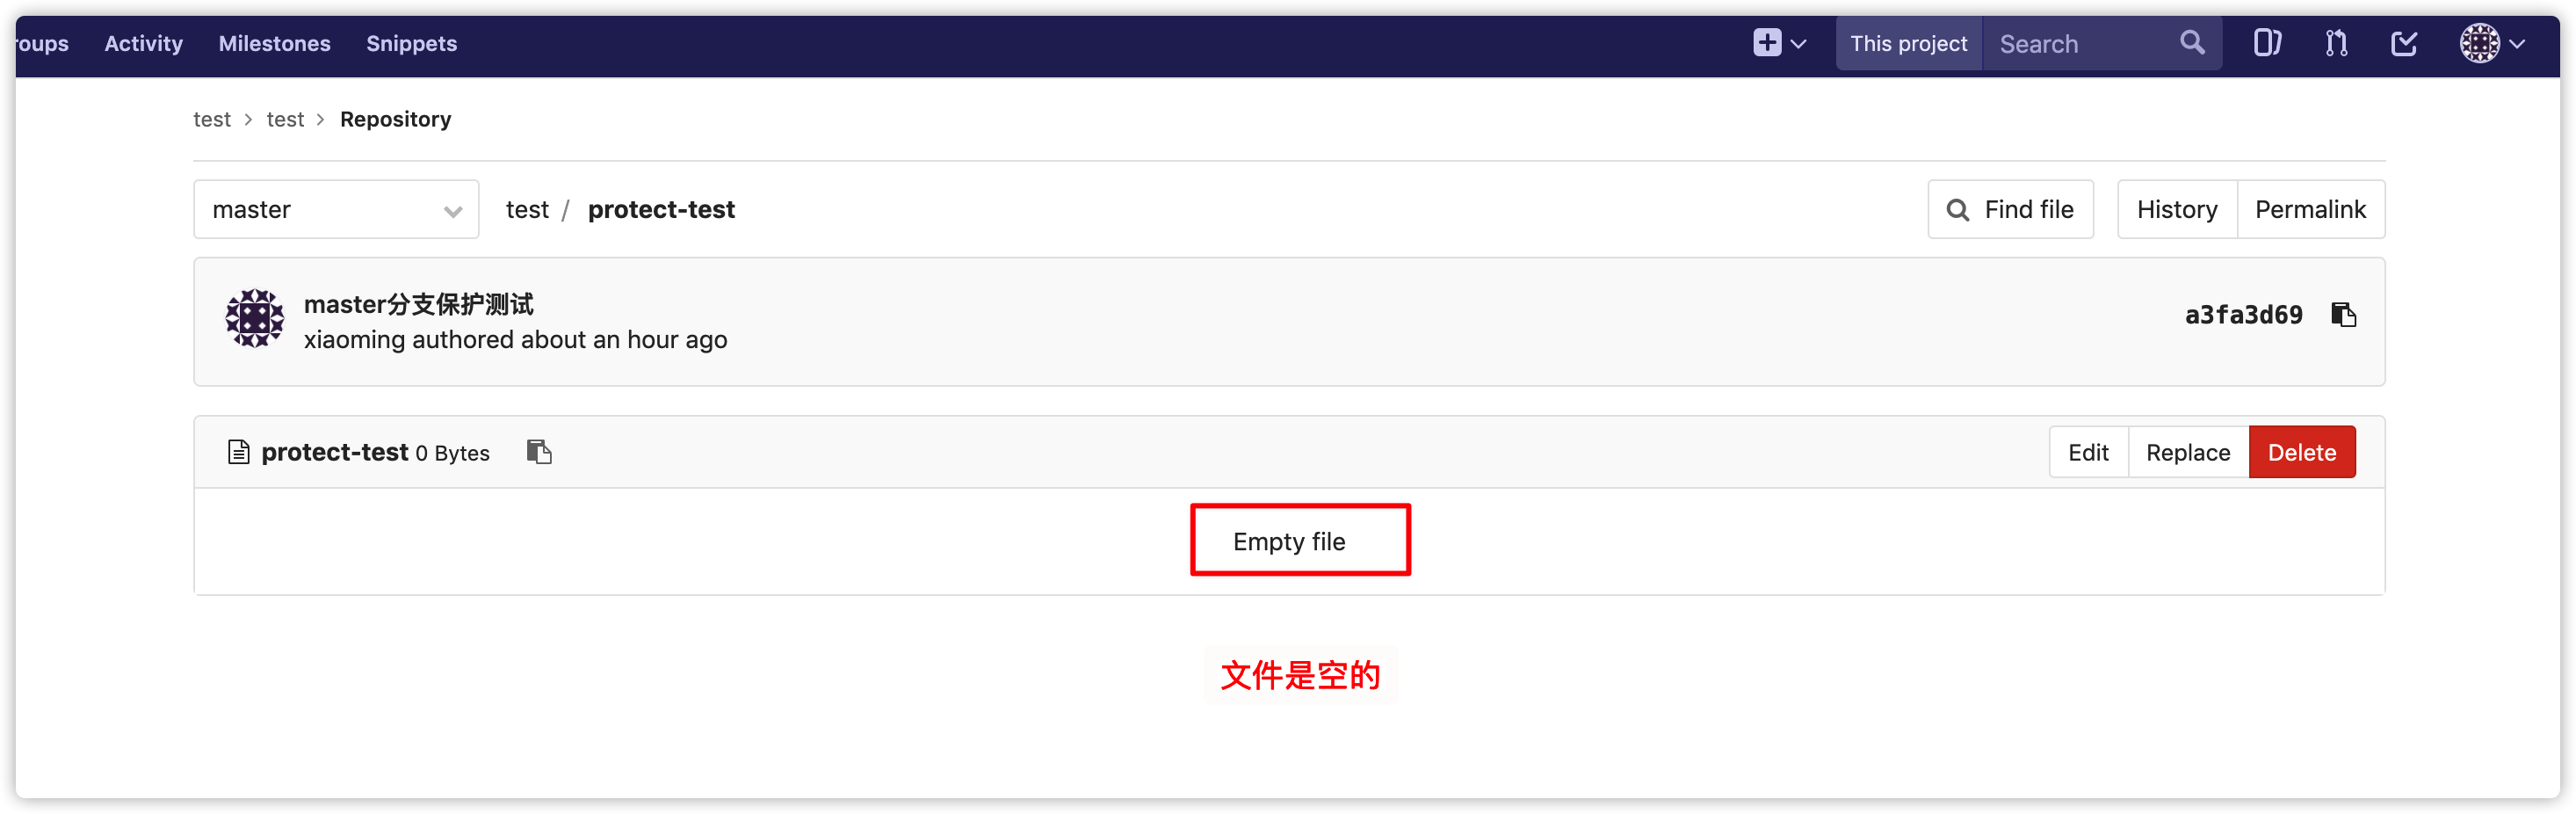 roups Activity Milestones Snippets This project Search
test > test > Repository
master test / protect-test Find file History Permalink
master分支保护测试
xiaoming authored about an hour ago
a3fa3d69
protect-test 0 Bytes Edit Replace Delete
Empty file
文件是空的